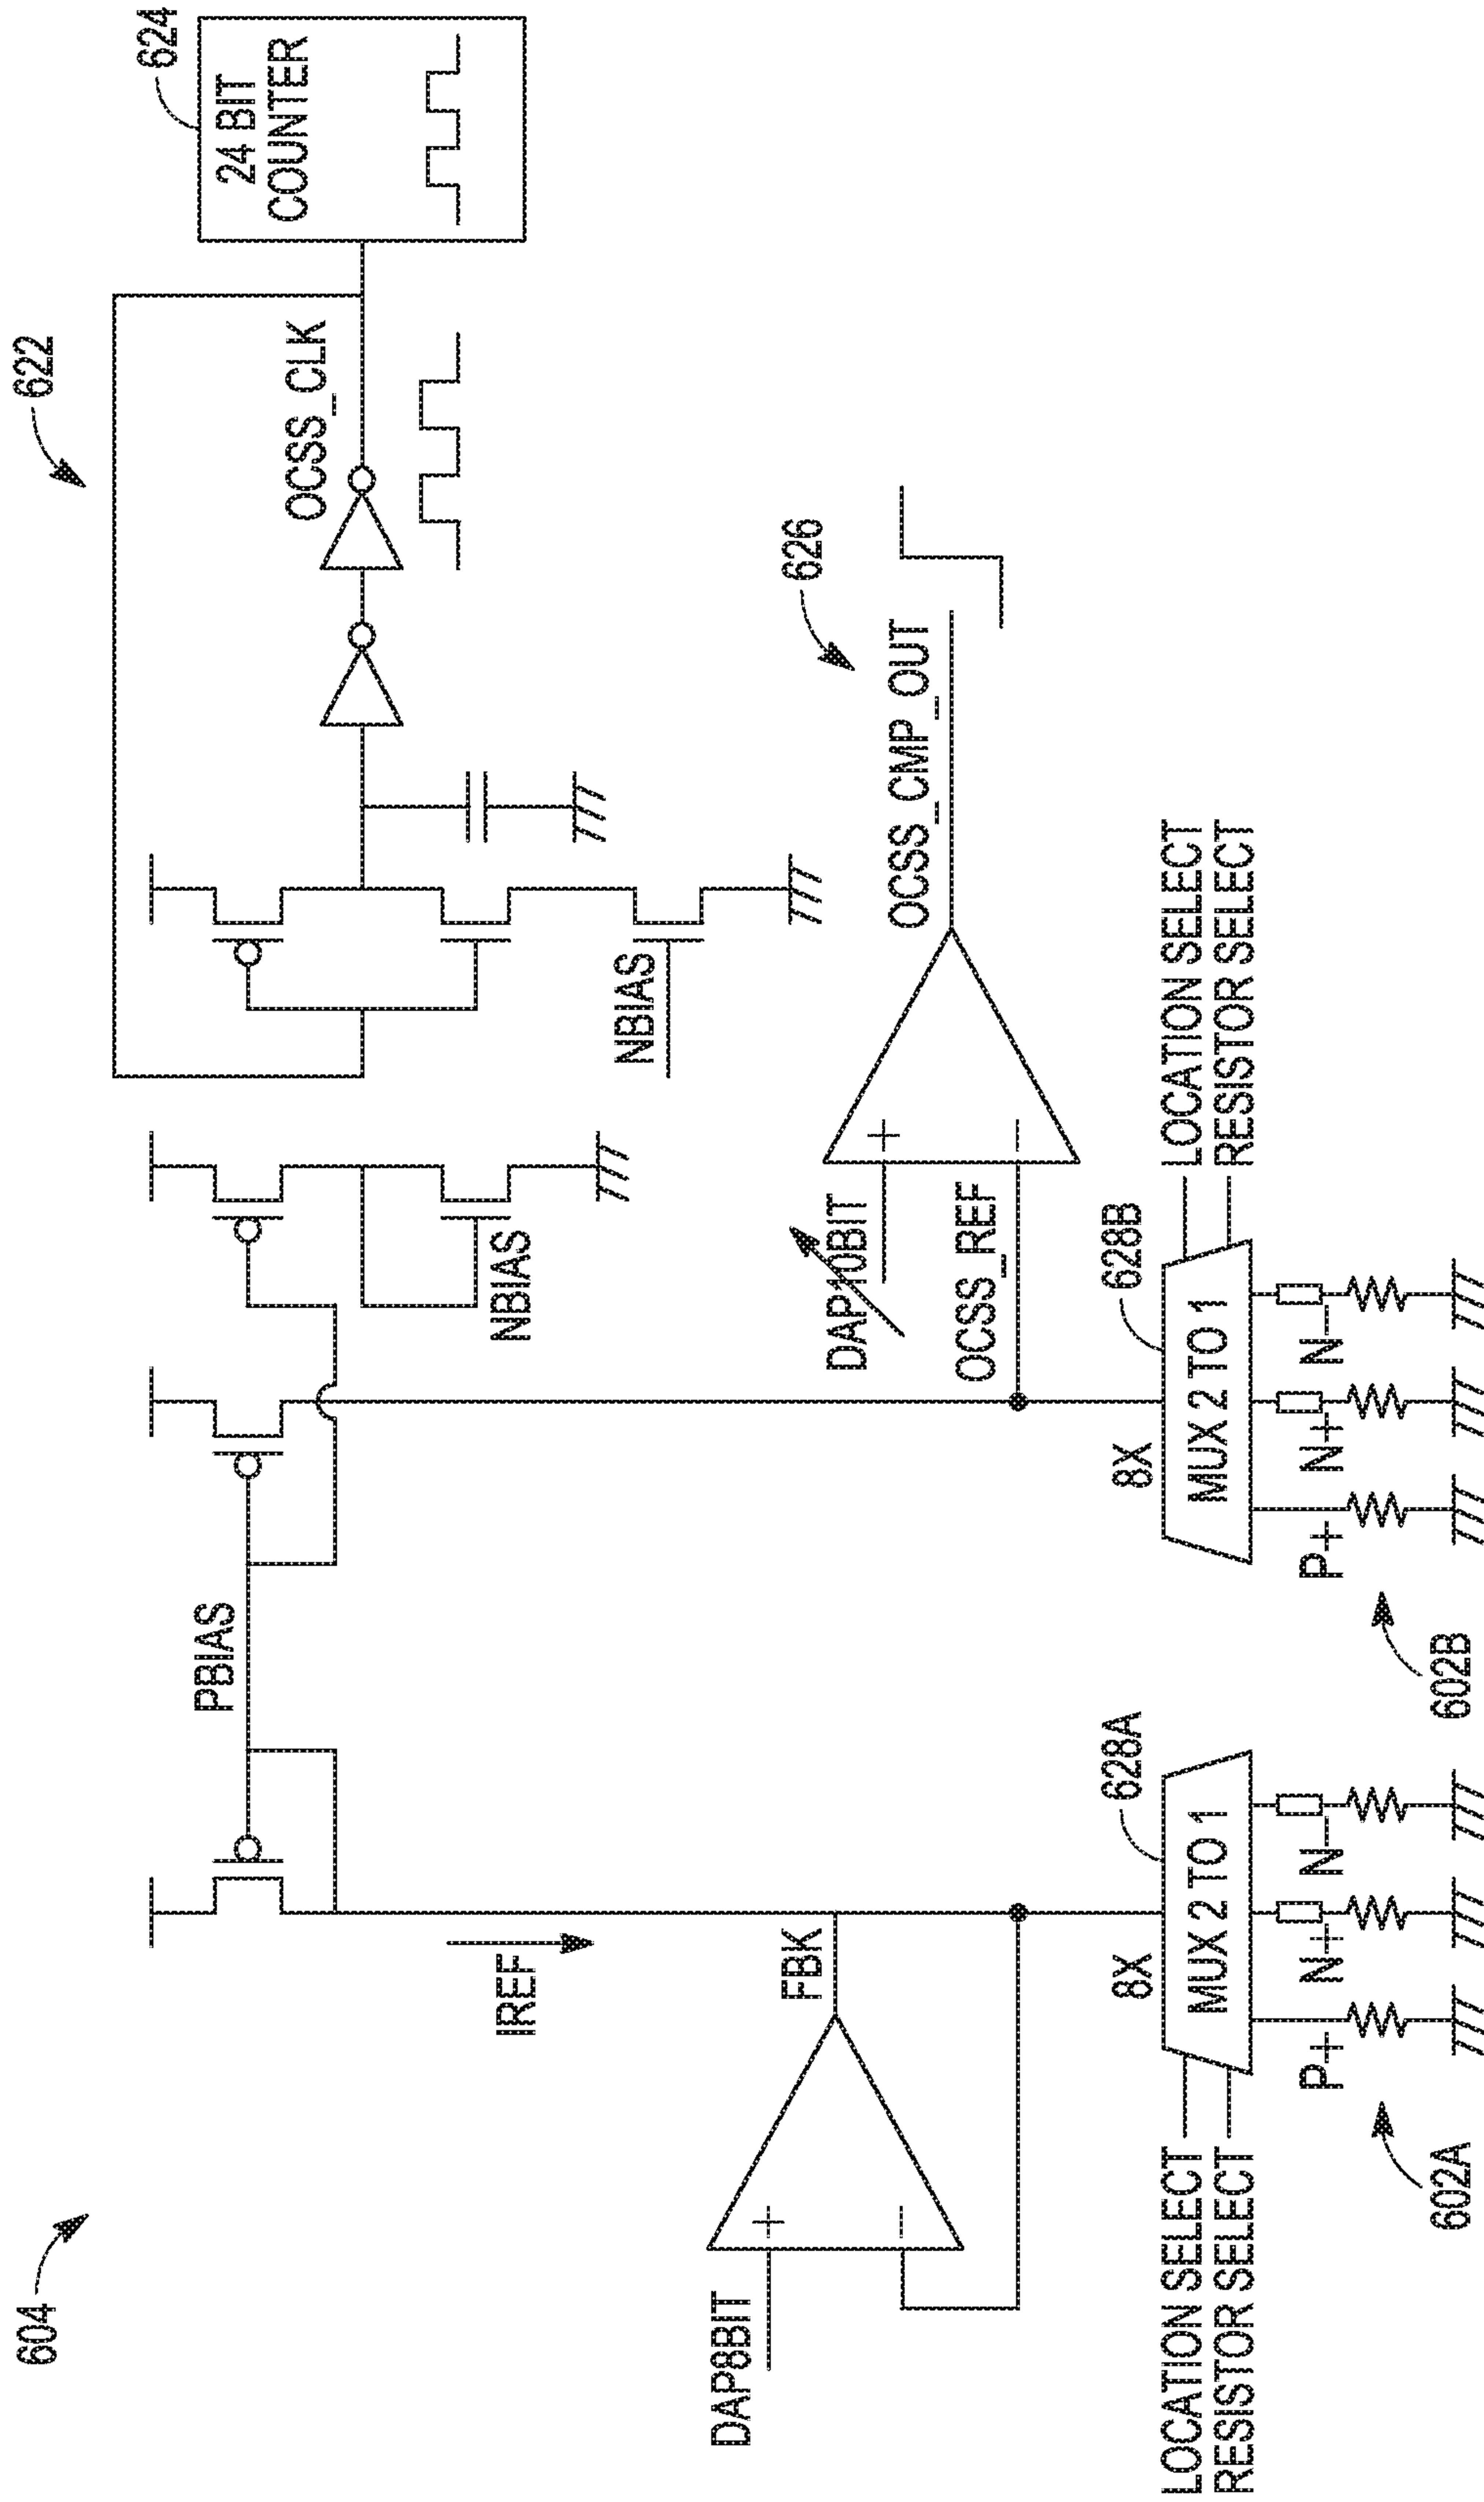 604
622
624
24 BIT
COUNTER
PBIAS
OCSS_CLK
IREF
NBIAS
NBIAS
DAP8BIT
FBK
DAP10BIT
OCSS_REF
OCSS_CMP_OUT
626
8X
628A
8X
628B
LOCATION SELECT
RESISTOR SELECT
MUX 2 TO 1
MUX 2 TO 1
LOCATION SELECT
RESISTOR SELECT
P+
N+
N–
P+
N+
N–
602A
602B